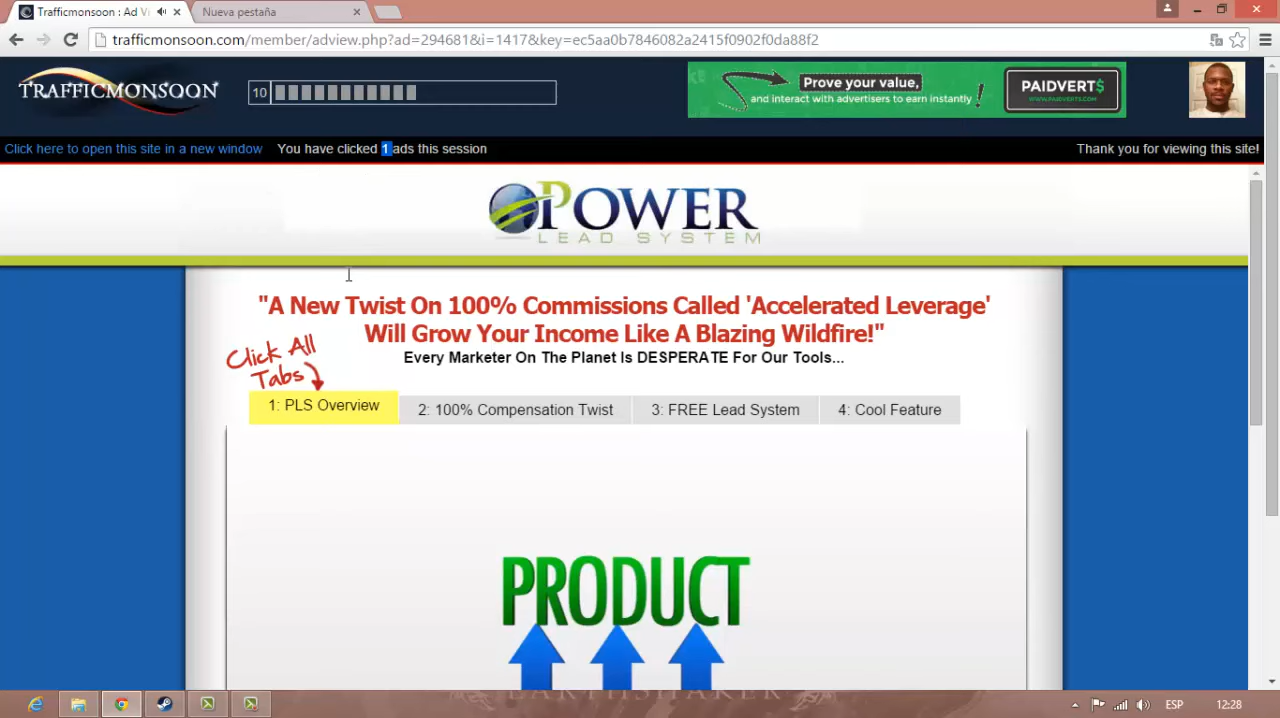 Trafficmonsoon : Ad Vi
Nueva pestaña
trafficmonsoon.com/member/adview.php?ad=294681&i=1417&key=ec5aa0b7846082a2415f0902f0da88f2
TRAFFICMONSOON
10
Prove your value,
and interact with advertisers to earn instantly
!
PAIDVERT$
WWW.PAIDVERTS.COM
Click here to open this site in a new window
You have clicked 1 ads this session
Thank you for viewing this site!
POWER
LEAD SYSTEM
"A New Twist On 100% Commissions Called 'Accelerated Leverage'
Will Grow Your Income Like A Blazing Wildfire!"
Every Marketer On The Planet Is DESPERATE For Our Tools...
Click All
Tabs
1: PLS Overview
2: 100% Compensation Twist
3: FREE Lead System
4: Cool Feature
PRODUCT
EARTHSHAKER
ESP
12:28